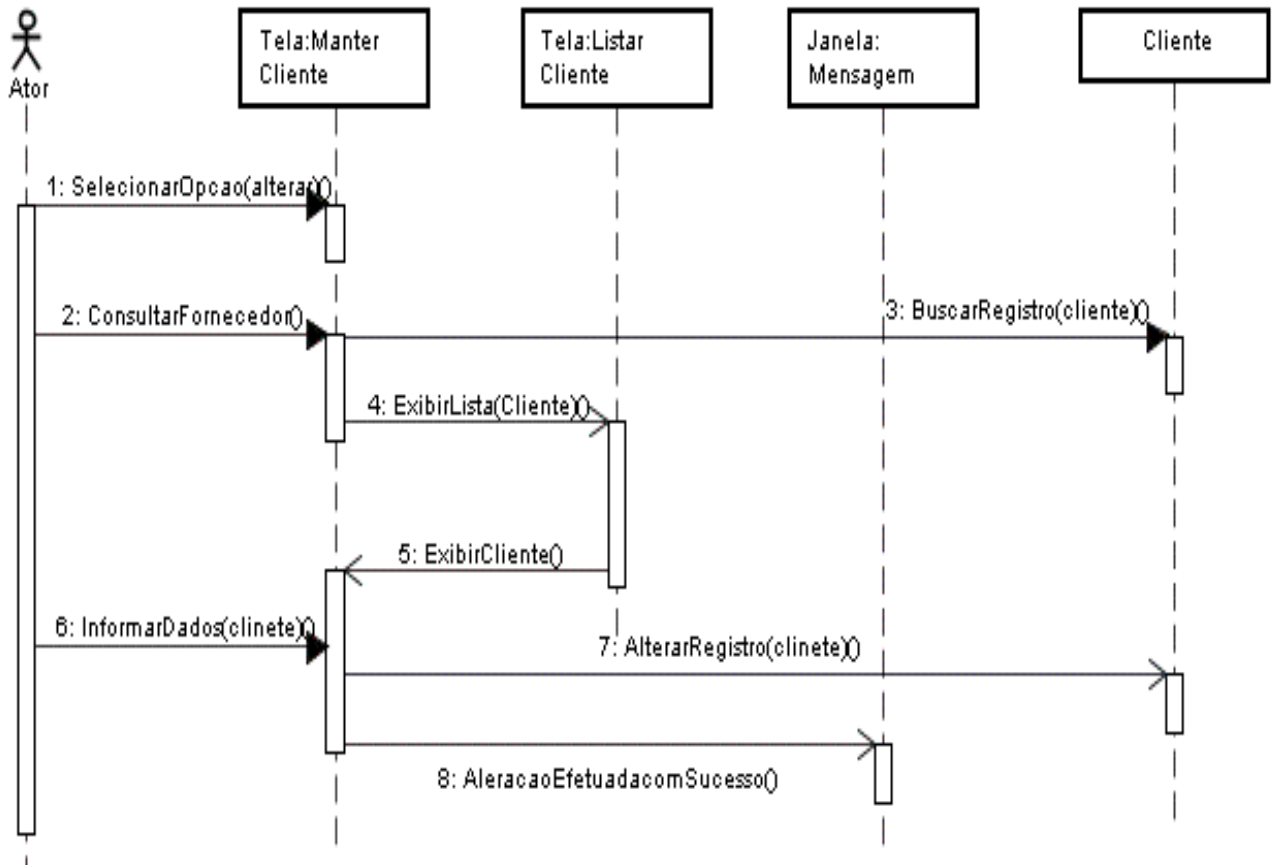 Ator
Tela:Manter
Cliente
Tela:Listar
Cliente
Janela:
Mensagem
Cliente
1: SelecionarOpcao(alterar)()
2: ConsultarFornecedor()
3: BuscarRegistro(cliente)()
4: ExibirLista(Cliente)()
5: ExibirCliente()
6: InformarDados(clinete)()
7: AlterarRegistro(clinete)()
8: AleracaoEfetuadacomSucesso()